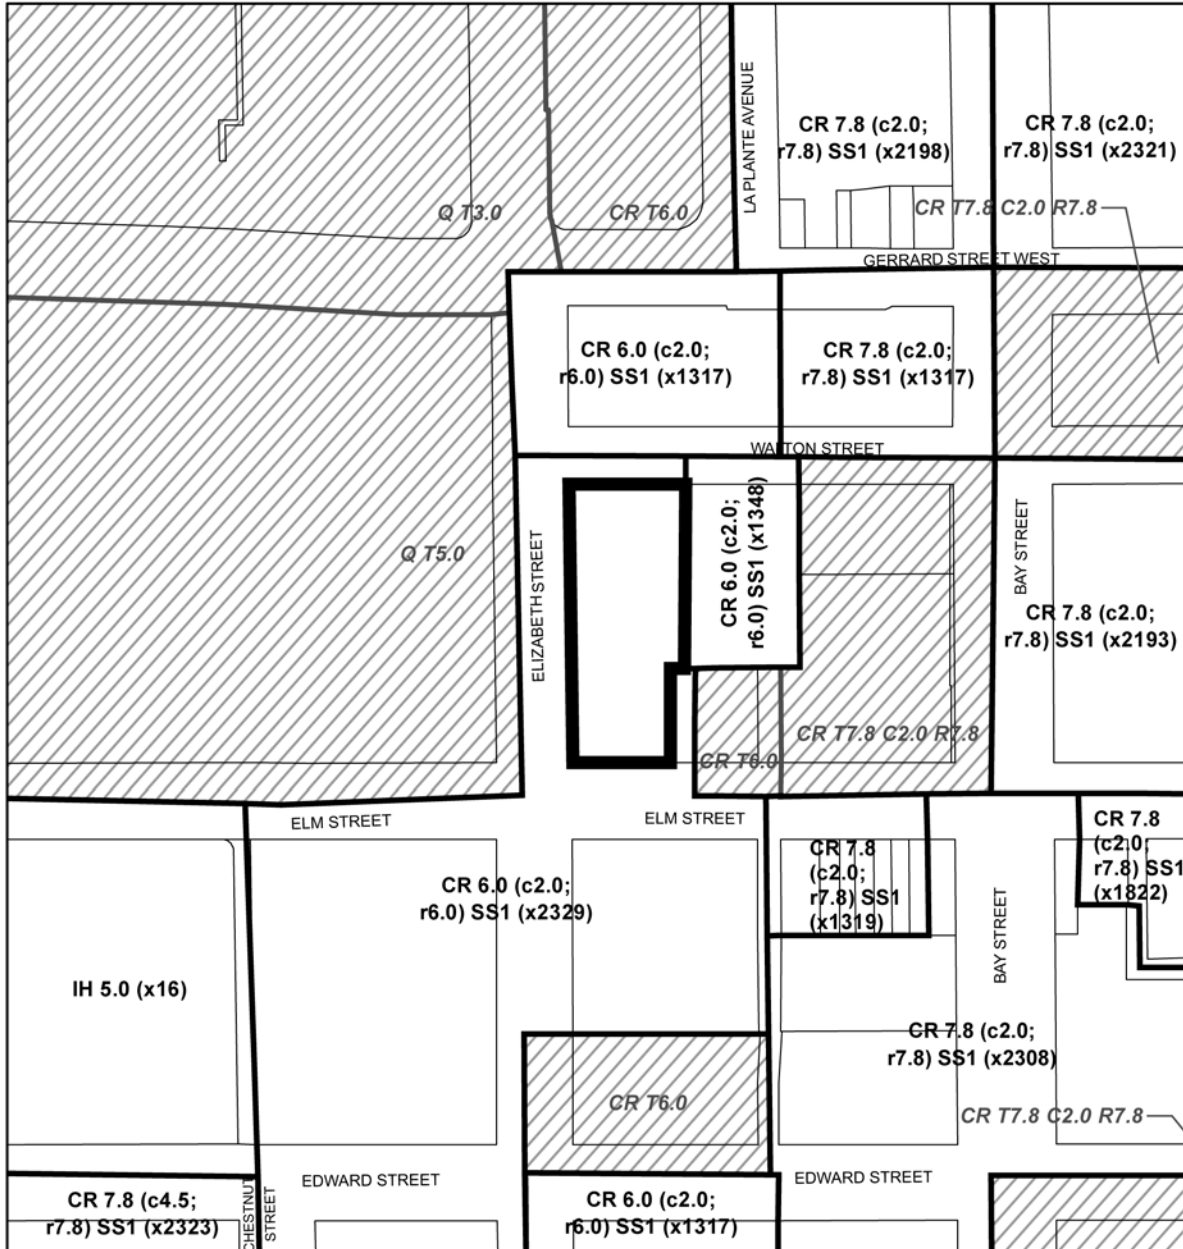 LA PLANTE AVENUE
CR 7.8 (c2.0;
r7.8) SS1 (x2198)
CR 7.8 (c2.0;
r7.8) SS1 (x2321)
Q T3.0
CR T6.0
CR T7.8 C2.0 R7.8
GERRARD STREET WEST
CR 6.0 (c2.0;
r6.0) SS1 (x1317)
CR 7.8 (c2.0;
r7.8) SS1 (x1317)
WALTON STREET
Q T5.0
ELIZABETH STREET
CR 6.0 (c2.0;
r6.0) SS1 (x1348)
BAY STREET
CR 7.8 (c2.0;
r7.8) SS1 (x2193)
CR T7.8 C2.0 R7.8
CR T6.0
ELM STREET
ELM STREET
CR 7.8
(c2.0;
r7.8) SS1
(x1319)
CR 7.8
(c2.0;
r7.8) SS1
(x1822)
CR 6.0 (c2.0;
r6.0) SS1 (x2329)
BAY STREET
IH 5.0 (x16)
CR 7.8 (c2.0;
r7.8) SS1 (x2308)
CR T6.0
CR T7.8 C2.0 R7.8
EDWARD STREET
EDWARD STREET
CR 7.8 (c4.5;
r7.8) SS1 (x2323)
CHESTNUT
STREET
CR 6.0 (c2.0;
r6.0) SS1 (x1317)